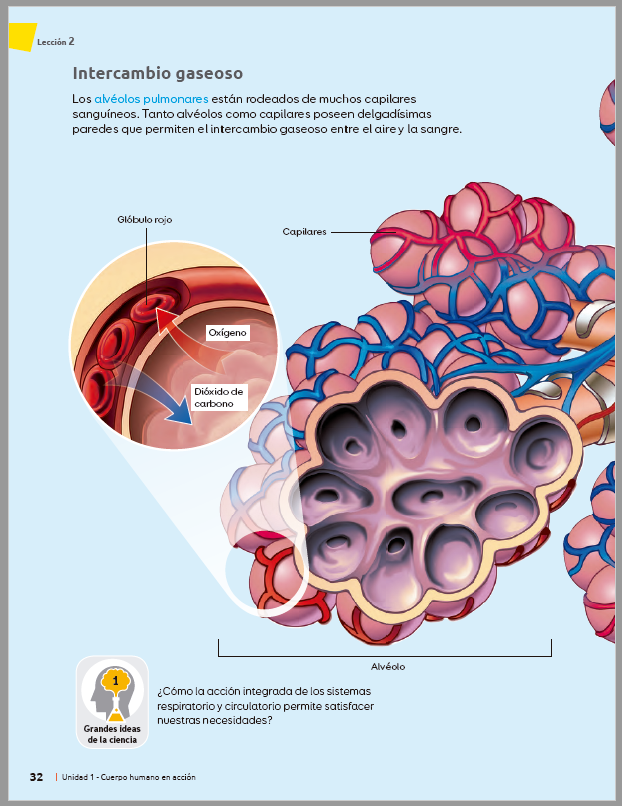 Lección 2
Intercambio gaseoso
Los alvéolos pulmonares están rodeados de muchos capilares
sanguíneos. Tanto alvéolos como capilares poseen delgadísimas
paredes que permiten el intercambio gaseoso entre el aire y la sangre.
Glóbulo rojo
Capilares
Oxígeno
Dióxido de
carbono
Alvéolo
1
Grandes ideas
de la ciencia
¿Cómo la acción integrada de los sistemas
respiratorio y circulatorio permite satisfacer
nuestras necesidades?
32 Unidad 1 - Cuerpo humano en acción